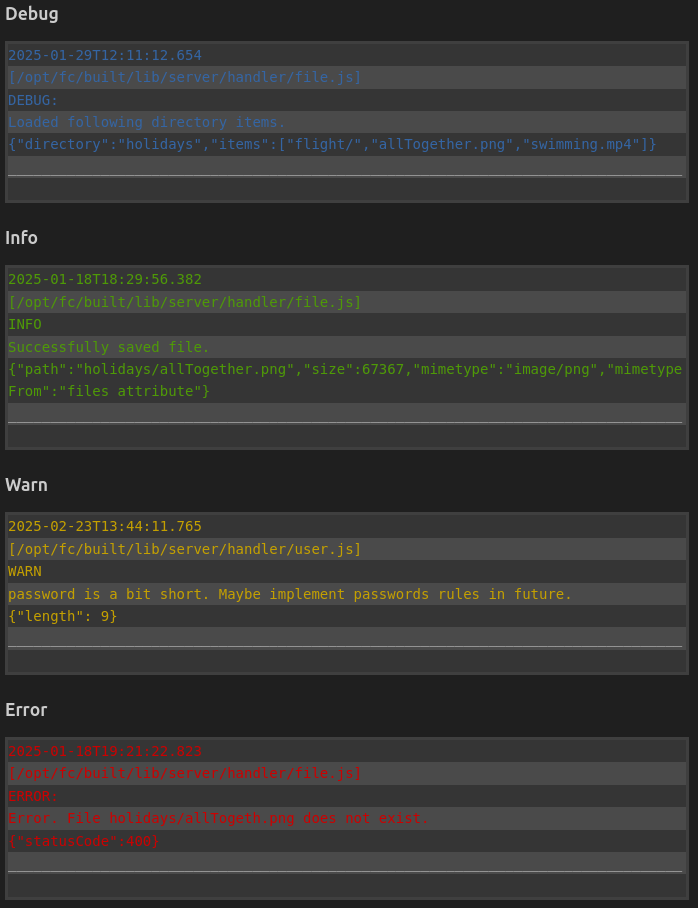 Debug
2025-01-29T12:11:12.654
[/opt/fc/built/lib/server/handler/file.js]
DEBUG:
Loaded following directory items.
{"directory":"holidays","items":["flight/","allTogether.png","swimming.mp4"]}
Info
2025-01-18T18:29:56.382
[/opt/fc/built/lib/server/handler/file.js]
INFO
Successfully saved file.
{"path":"holidays/allTogether.png","size":67367,"mimetype":"image/png","mimetype
From":"files attribute"}
Warn
2025-02-23T13:44:11.765
[/opt/fc/built/lib/server/handler/user.js]
WARN
password is a bit short. Maybe implement passwords rules in future.
{"length": 9}
Error
2025-01-18T19:21:22.823
[/opt/fc/built/lib/server/handler/file.js]
ERROR:
Error. File holidays/allTogeth.png does not exist.
{"statusCode":400}